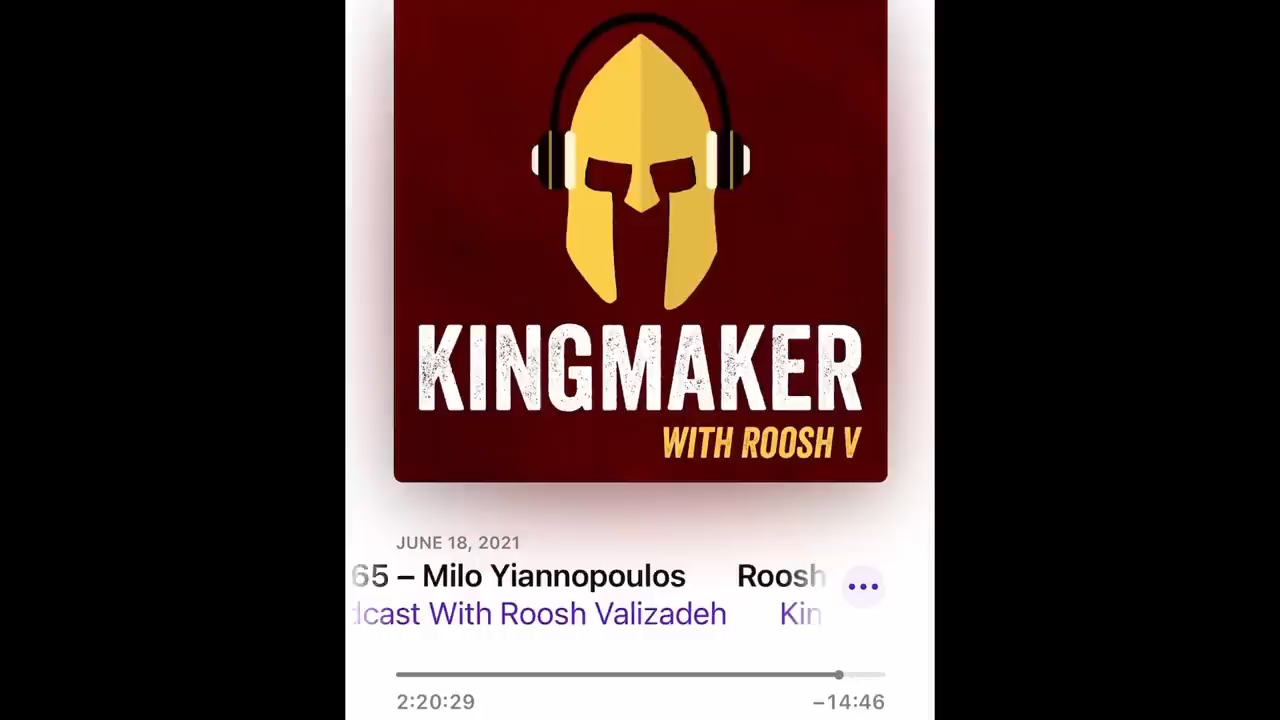 KINGMAKER
WITH ROOSH V
JUNE 18, 2021
65 – Milo Yiannopoulos Roosh
dcast With Roosh Valizadeh Kin
2:20:29 –14:46